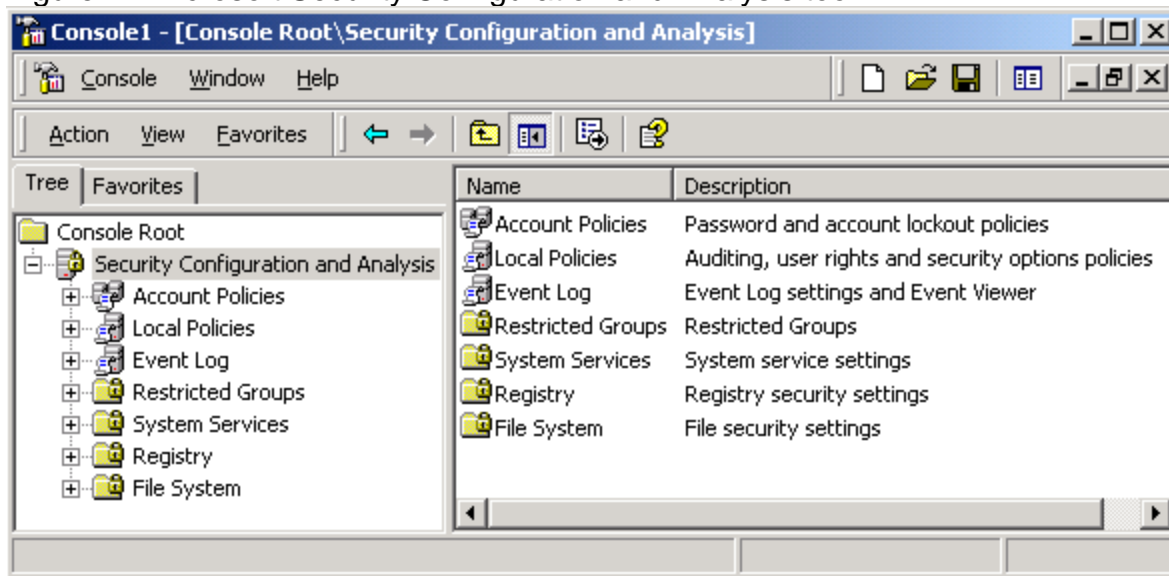 Console1 - [Console Root\Security Configuration and Analysis]
Console Window Help
Action View Favorites
Tree Favorites
Console Root
Security Configuration and Analysis
Account Policies
Local Policies
Event Log
Restricted Groups
System Services
Registry
File System
Name Description
Account Policies Password and account lockout policies
Local Policies Auditing, user rights and security options policies
Event Log Event Log settings and Event Viewer
Restricted Groups Restricted Groups
System Services System service settings
Registry Registry security settings
File System File security settings